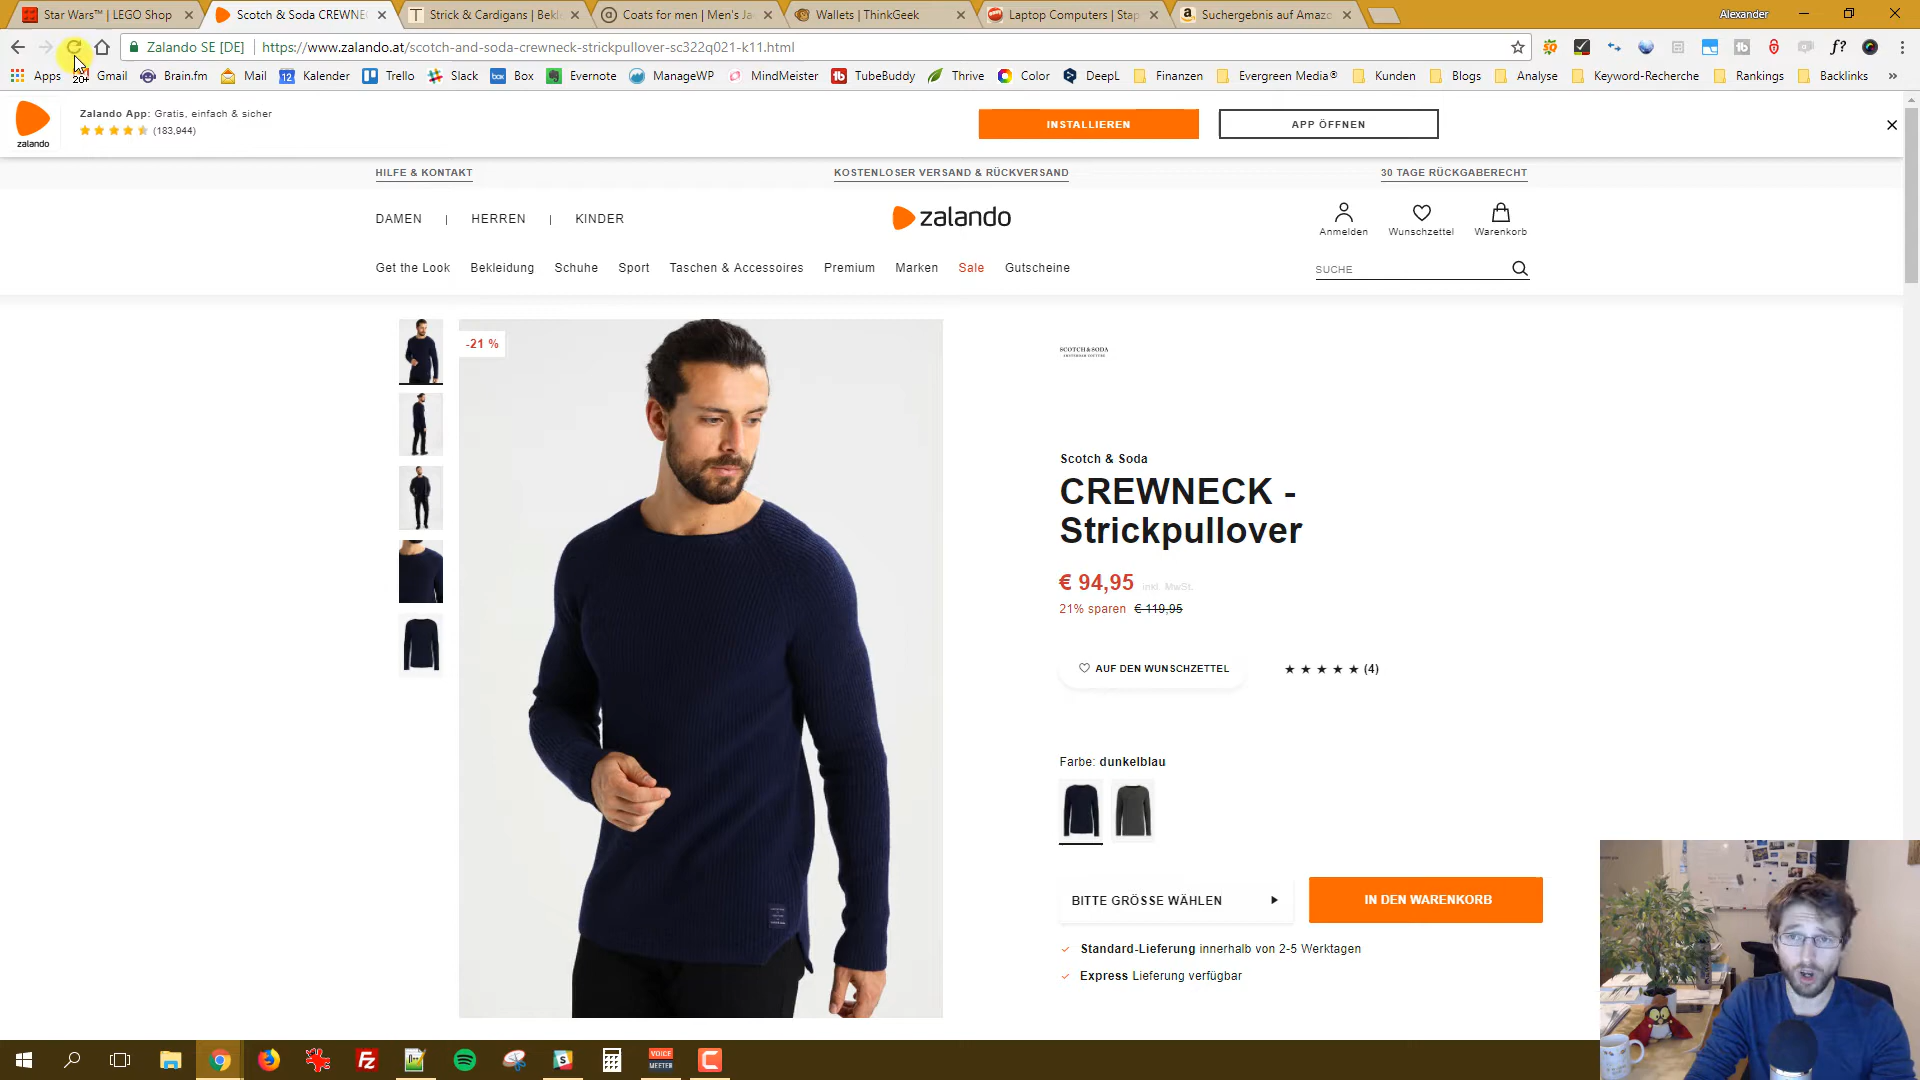 Star Wars™ | LEGO Shop
Scotch & Soda CREWNE
Strick & Cardigans | Bekl
Coats for men | Men's Ja
Wallets | ThinkGeek
Laptop Computers | Stap
Suchergebnis auf Amazo
Alexander
Zalando SE [DE]
https://www.zalando.at/scotch-and-soda-crewneck-strickpullover-sc322q021-k11.html
Apps
20+
Gmail
Brain.fm
Mail
12
Kalender
Trello
Slack
box
Box
Evernote
ManageWP
MindMeister
TubeBuddy
Thrive
Color
DeepL
Finanzen
Evergreen Media®
Kunden
Blogs
Analyse
Keyword-Recherche
Rankings
Backlinks
zalando
Zalando App: Gratis, einfach & sicher
(183,944)
INSTALLIEREN
APP ÖFFNEN
HILFE & KONTAKT
KOSTENLOSER VERSAND & RÜCKVERSAND
30 TAGE RÜCKGABERECHT
DAMEN | HERREN | KINDER
zalando
Anmelden
Wunschzettel
Warenkorb
Get the Look
Bekleidung
Schuhe
Sport
Taschen & Accessoires
Premium
Marken
Sale
Gutscheine
SUCHE
-21 %
SCOTCH & SODA
Scotch & Soda
CREWNECK -
Strickpullover
€ 94,95 inkl. MwSt.
21% sparen € 119,95
AUF DEN WUNSCHZETTEL
★ ★ ★ ★ ★ (4)
Farbe: dunkelblau
BITTE GRÖSSE WÄHLEN
IN DEN WARENKORB
Standard-Lieferung innerhalb von 2-5 Werktagen
Express Lieferung verfügbar
VOICE
MEETER